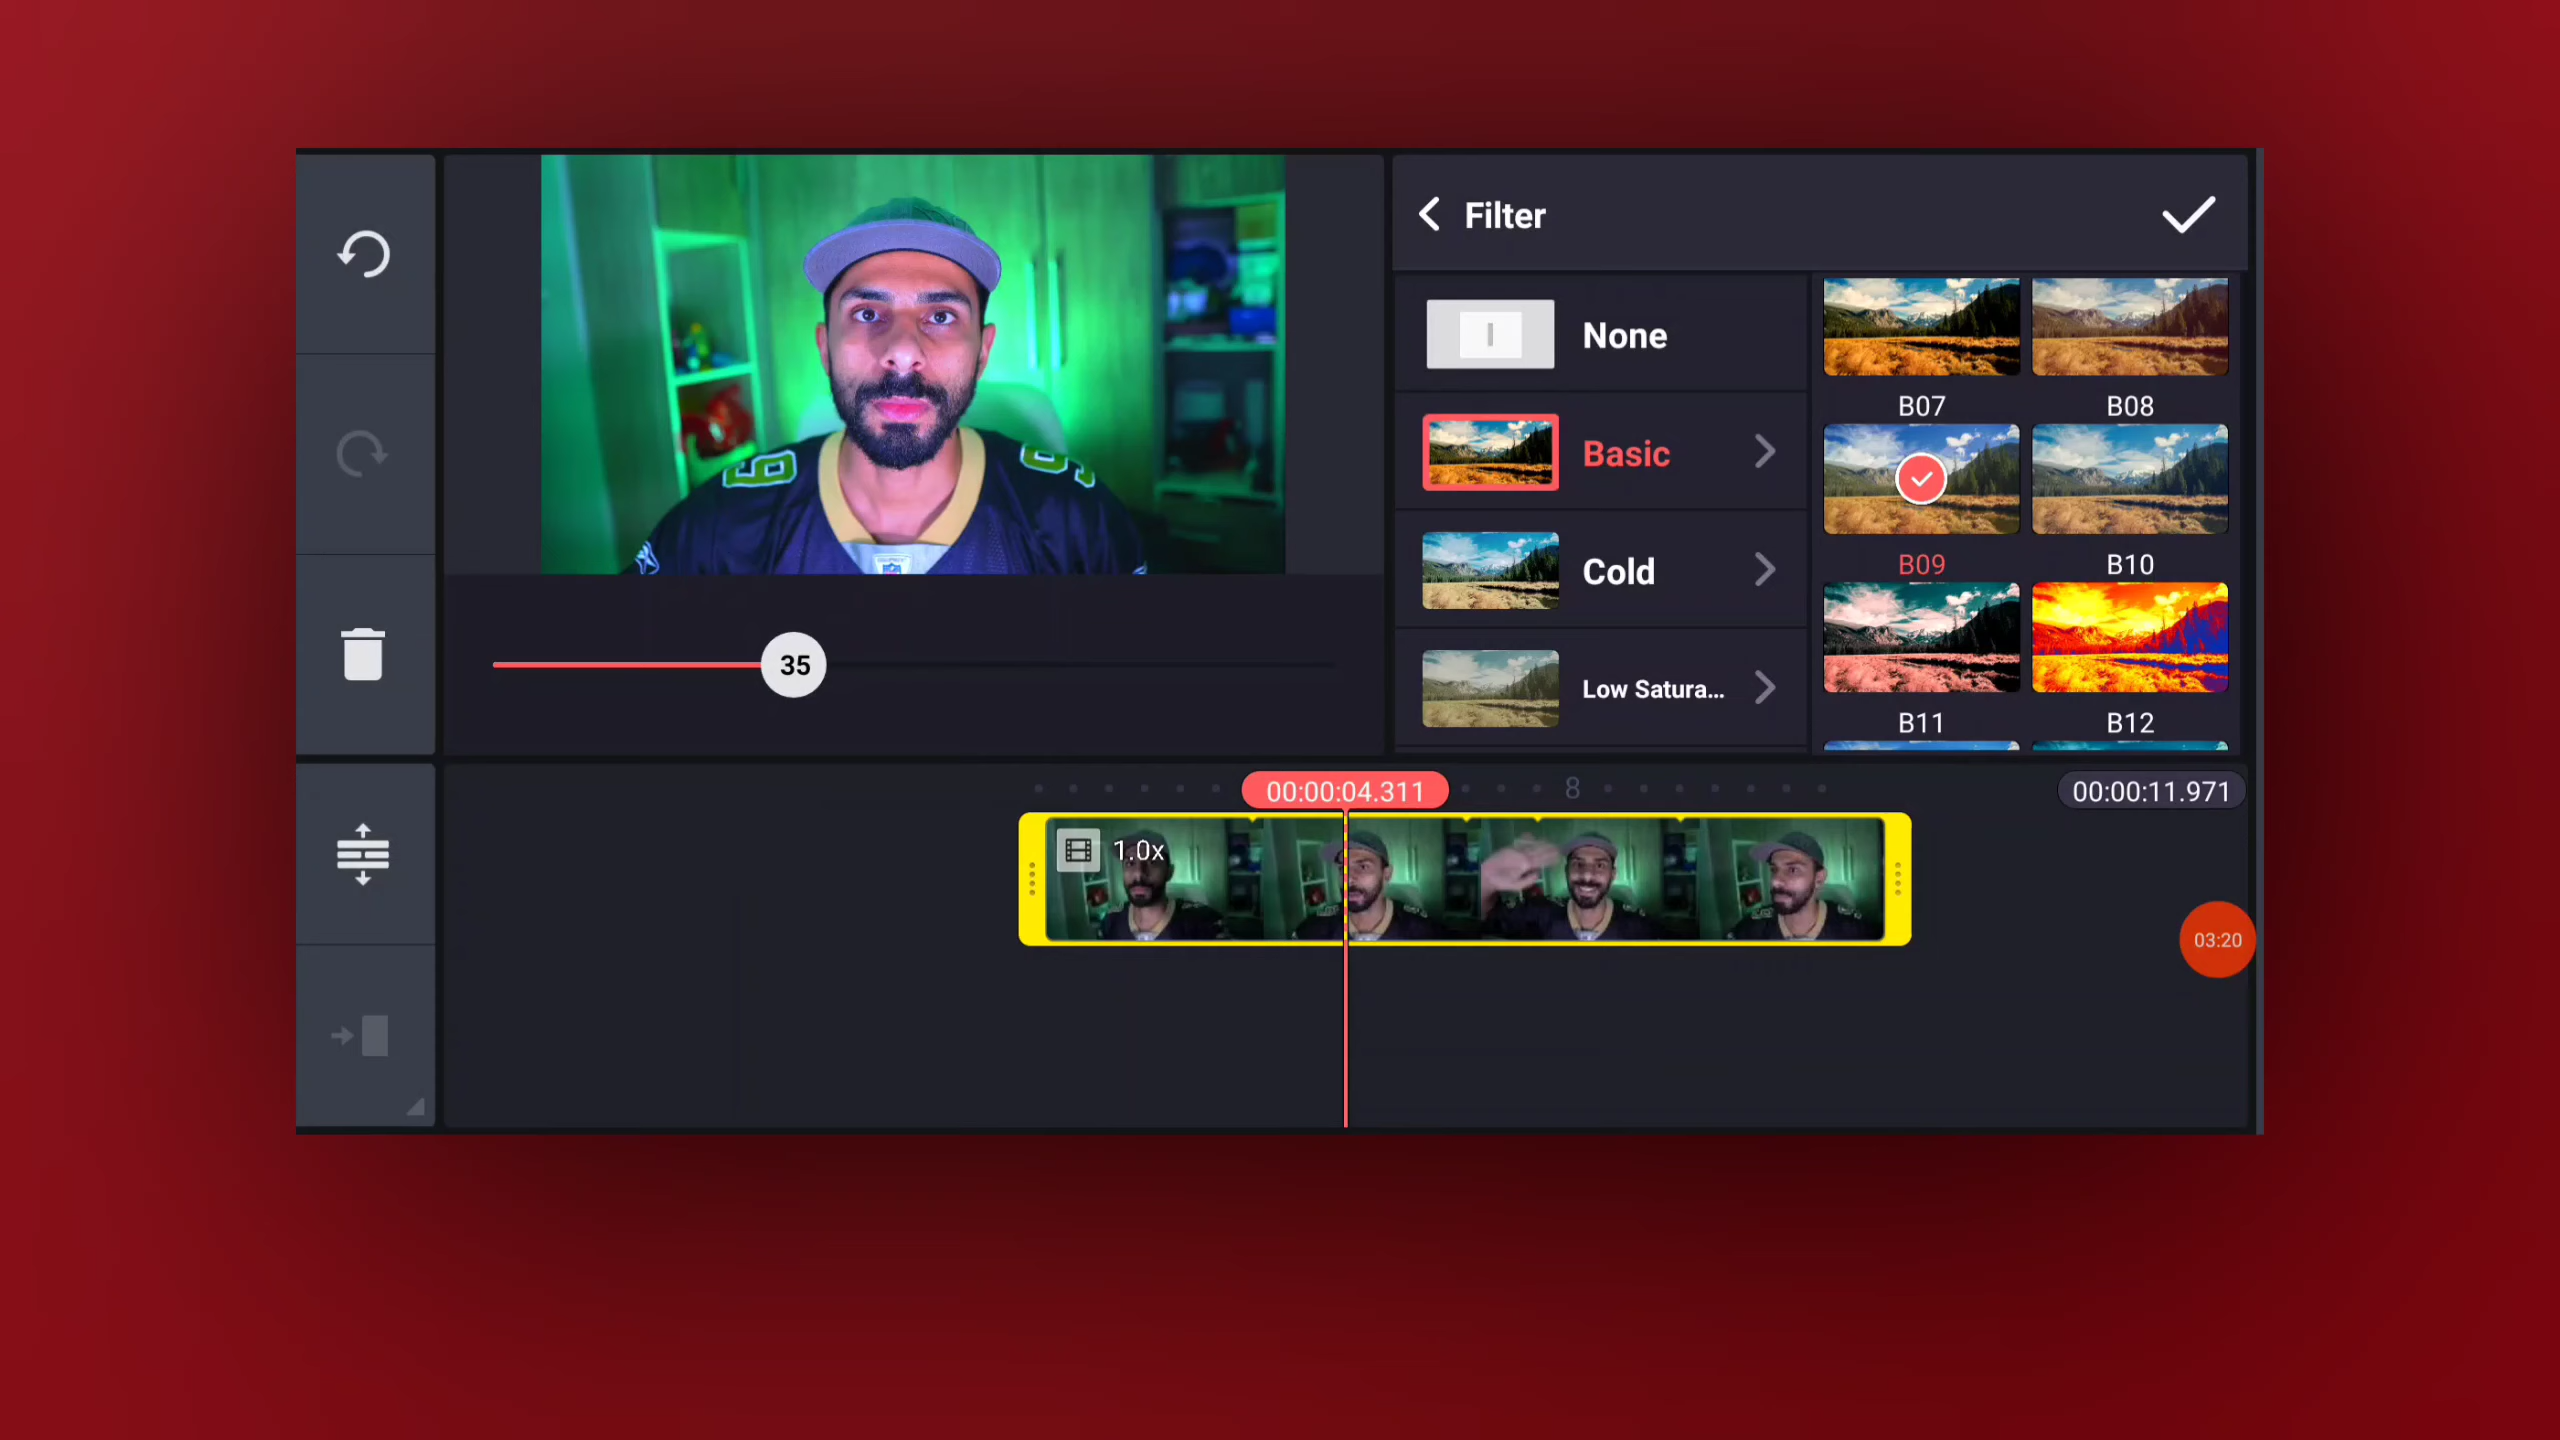 Filter
None
Basic
Cold
Low Satura...
B07
B08
B09
B10
B11
B12
35
00:00:04.311
8
00:00:11.971
1.0x
03:20